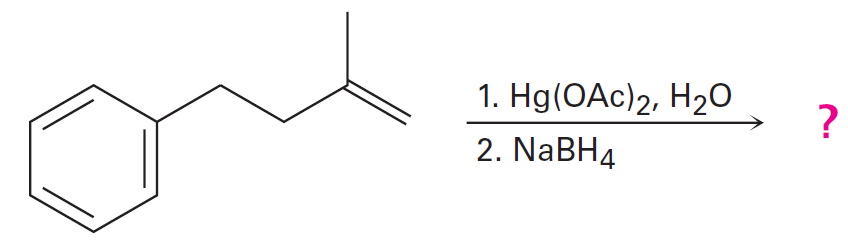 1. Hg(OAc)2, H2O
2. NaBH4
?